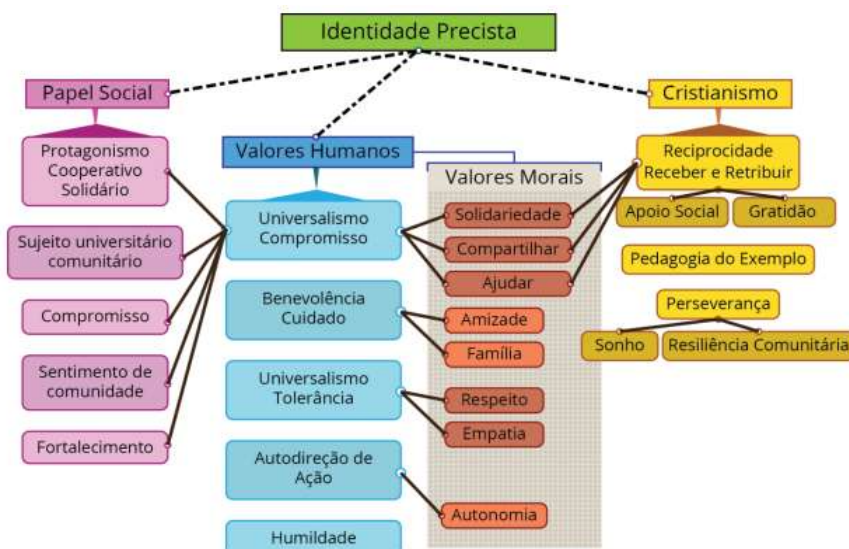 Identidade Precista
Papel Social
Protagonismo
Cooperativo
Solidário
Sujeito universitário
comunitário
Compromisso
Sentimento de
comunidade
Fortalecimento
Valores Humanos
Universalismo
Compromisso
Benevolência
Cuidado
Universalismo
Tolerância
Autodireção de
Ação
Humildade
Valores Morais
Solidariedade
Compartilhar
Ajudar
Amizade
Família
Respeito
Empatia
Autonomia
Cristianismo
Reciprocidade
Receber e Retribuir
Apoio Social
Gratidão
Pedagogia do Exemplo
Perseverança
Sonho
Resiliência Comunitária